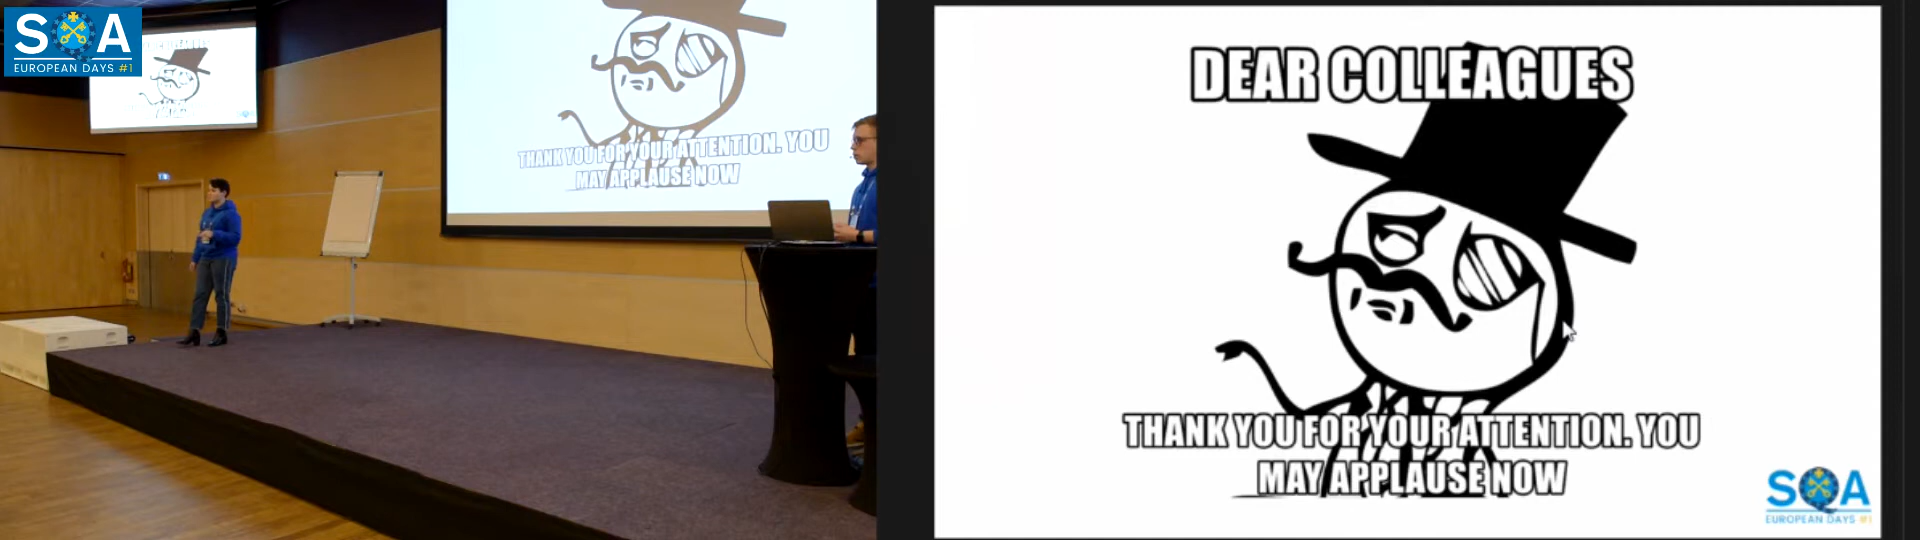 SQA
EUROPEAN DAYS #1
THANK YOU FOR YOUR ATTENTION. YOU
MAY APPLAUSE NOW
DEAR COLLEAGUES
THANK YOU FOR YOUR ATTENTION. YOU
MAY APPLAUSE NOW
SQA
EUROPEAN DAYS #1